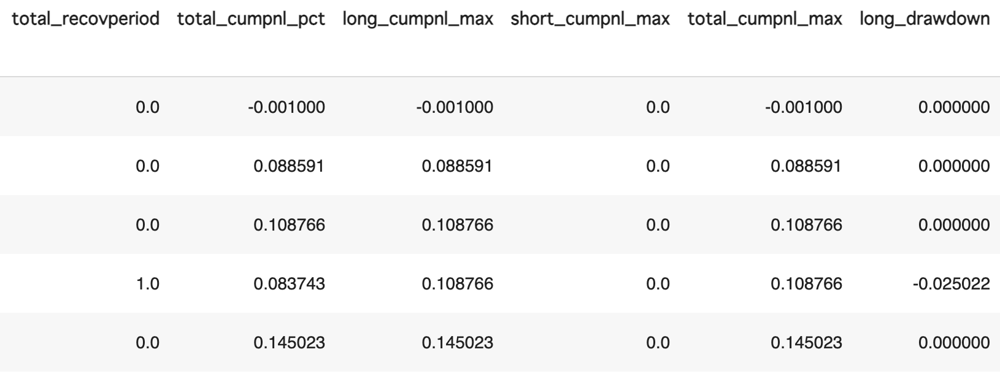 total_recovperiod total_cumpnl_pct long_cumpnl_max short_cumpnl_max total_cumpnl_max long_drawdown
0.0 -0.001000 -0.001000 0.0 -0.001000 0.000000
0.0 0.088591 0.088591 0.0 0.088591 0.000000
0.0 0.108766 0.108766 0.0 0.108766 0.000000
1.0 0.083743 0.108766 0.0 0.108766 -0.025022
0.0 0.145023 0.145023 0.0 0.145023 0.000000